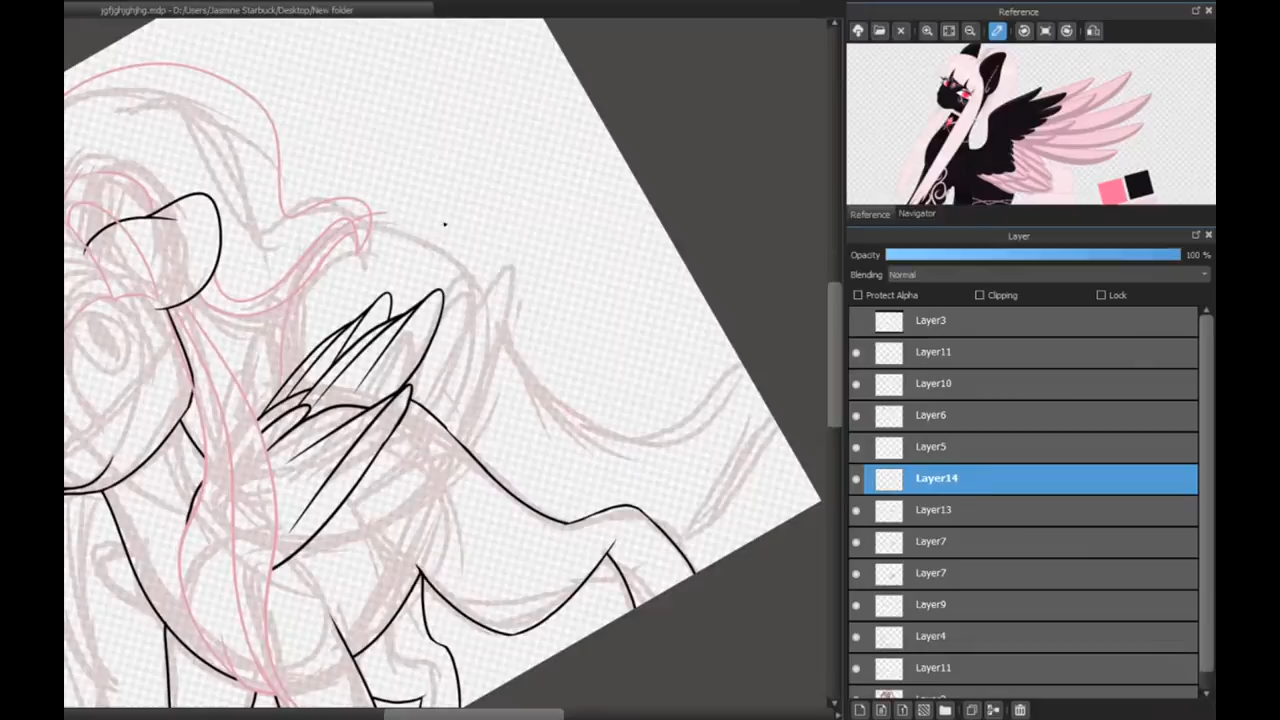 jgfjghjghjhg.mdp - D:/Users/Jasmine Starbuck/Desktop/New folder
Reference
Reference Navigator
Layer
Opacity 100 %
Blending Normal
Protect Alpha Clipping Lock
Layer3
Layer11
Layer10
Layer6
Layer5
Layer14
Layer13
Layer7
Layer7
Layer9
Layer4
Layer11